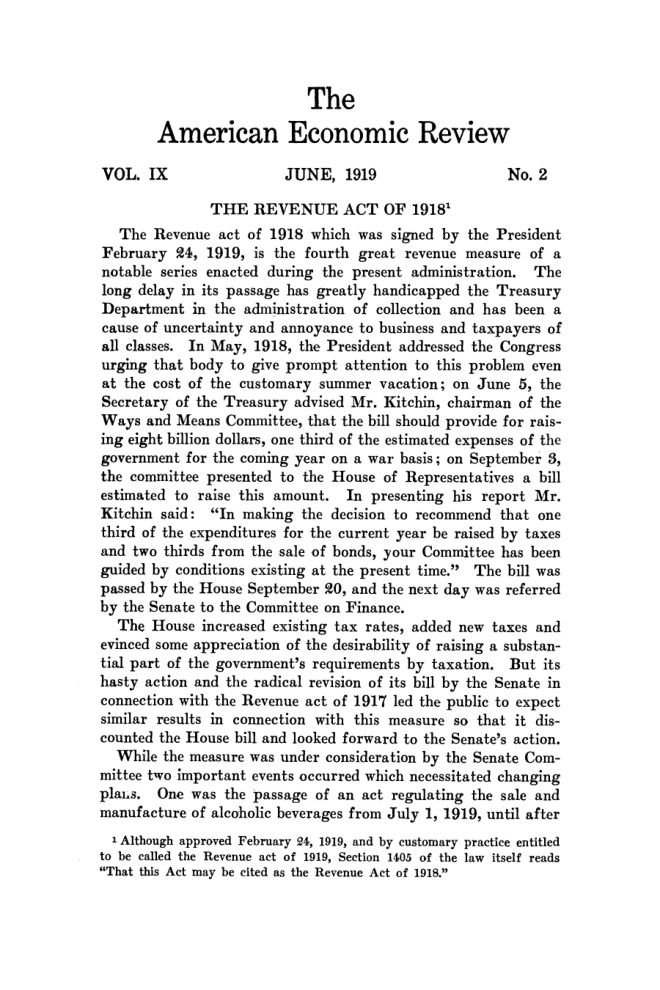 The
American Economic Review
VOL. IX JUNE, 1919 No. 2
THE REVENUE ACT OF 1918¹
The Revenue act of 1918 which was signed by the President
February 24, 1919, is the fourth great revenue measure of a
notable series enacted during the present administration. The
long delay in its passage has greatly handicapped the Treasury
Department in the administration of collection and has been a
cause of uncertainty and annoyance to business and taxpayers of
all classes. In May, 1918, the President addressed the Congress
urging that body to give prompt attention to this problem even
at the cost of the customary summer vacation; on June 5, the
Secretary of the Treasury advised Mr. Kitchin, chairman of the
Ways and Means Committee, that the bill should provide for rais-
ing eight billion dollars, one third of the estimated expenses of the
government for the coming year on a war basis; on September 3,
the committee presented to the House of Representatives a bill
estimated to raise this amount. In presenting his report Mr.
Kitchin said: “In making the decision to recommend that one
third of the expenditures for the current year be raised by taxes
and two thirds from the sale of bonds, your Committee has been
guided by conditions existing at the present time.” The bill was
passed by the House September 20, and the next day was referred
by the Senate to the Committee on Finance.
The House increased existing tax rates, added new taxes and
evinced some appreciation of the desirability of raising a substan-
tial part of the government's requirements by taxation. But its
hasty action and the radical revision of its bill by the Senate in
connection with the Revenue act of 1917 led the public to expect
similar results in connection with this measure so that it dis-
counted the House bill and looked forward to the Senate's action.
While the measure was under consideration by the Senate Com-
mittee two important events occurred which necessitated changing
plans. One was the passage of an act regulating the sale and
manufacture of alcoholic beverages from July 1, 1919, until after
¹ Although approved February 24, 1919, and by customary practice entitled
to be called the Revenue act of 1919, Section 1405 of the law itself reads
“That this Act may be cited as the Revenue Act of 1918.”